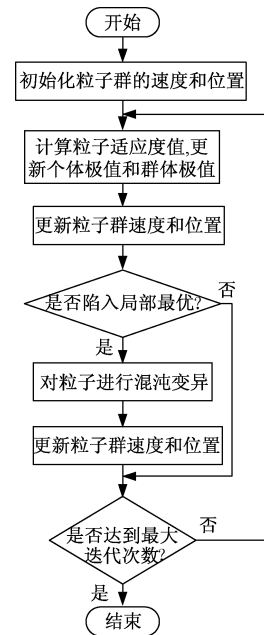 开始
初始化粒子群的速度和位置
计算粒子适应度值,更
新个体极值和群体极值
更新粒子群速度和位置
是否陷入局部最优?
否
是
对粒子进行混沌变异
更新粒子群速度和位置
是否达到最大
迭代次数?
否
是
结束